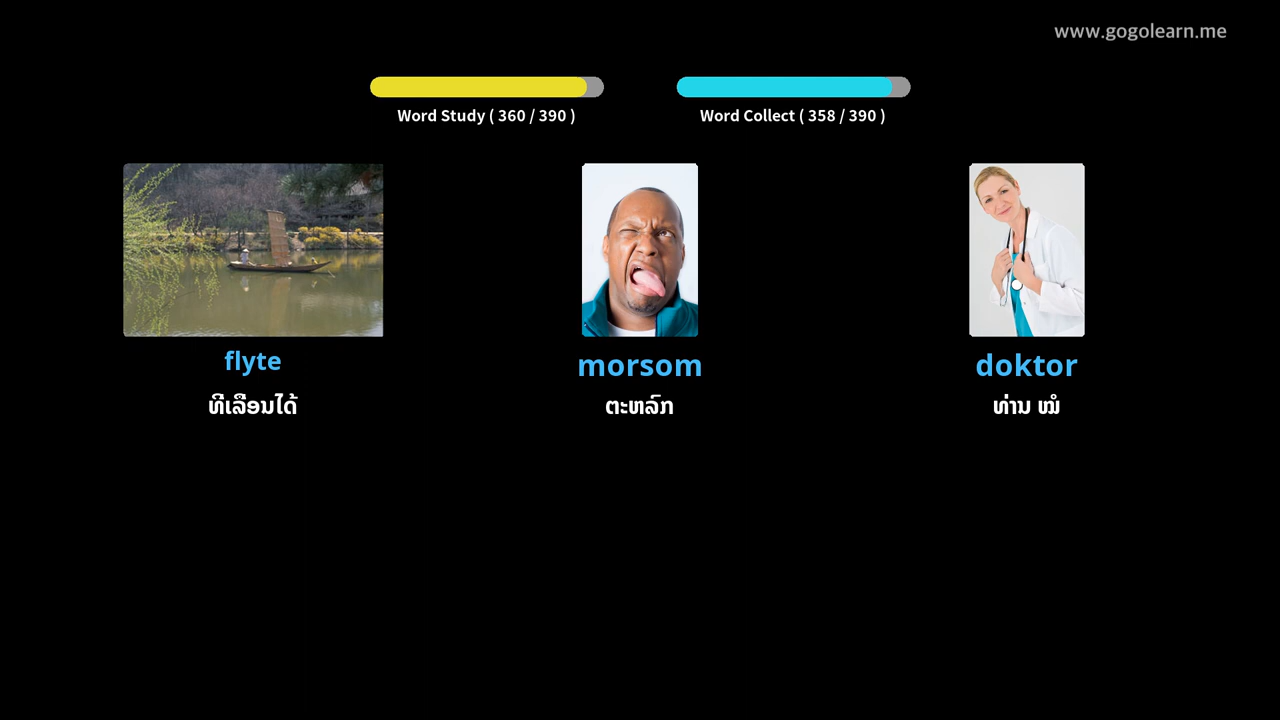 www.gogolearn.me
Word Study ( 360 / 390 )
Word Collect ( 358 / 390 )
flyte
morsom
doktor
ທີເລືອນໄດ້
ຕະຫລົກ
ທ່ານ ໝໍ